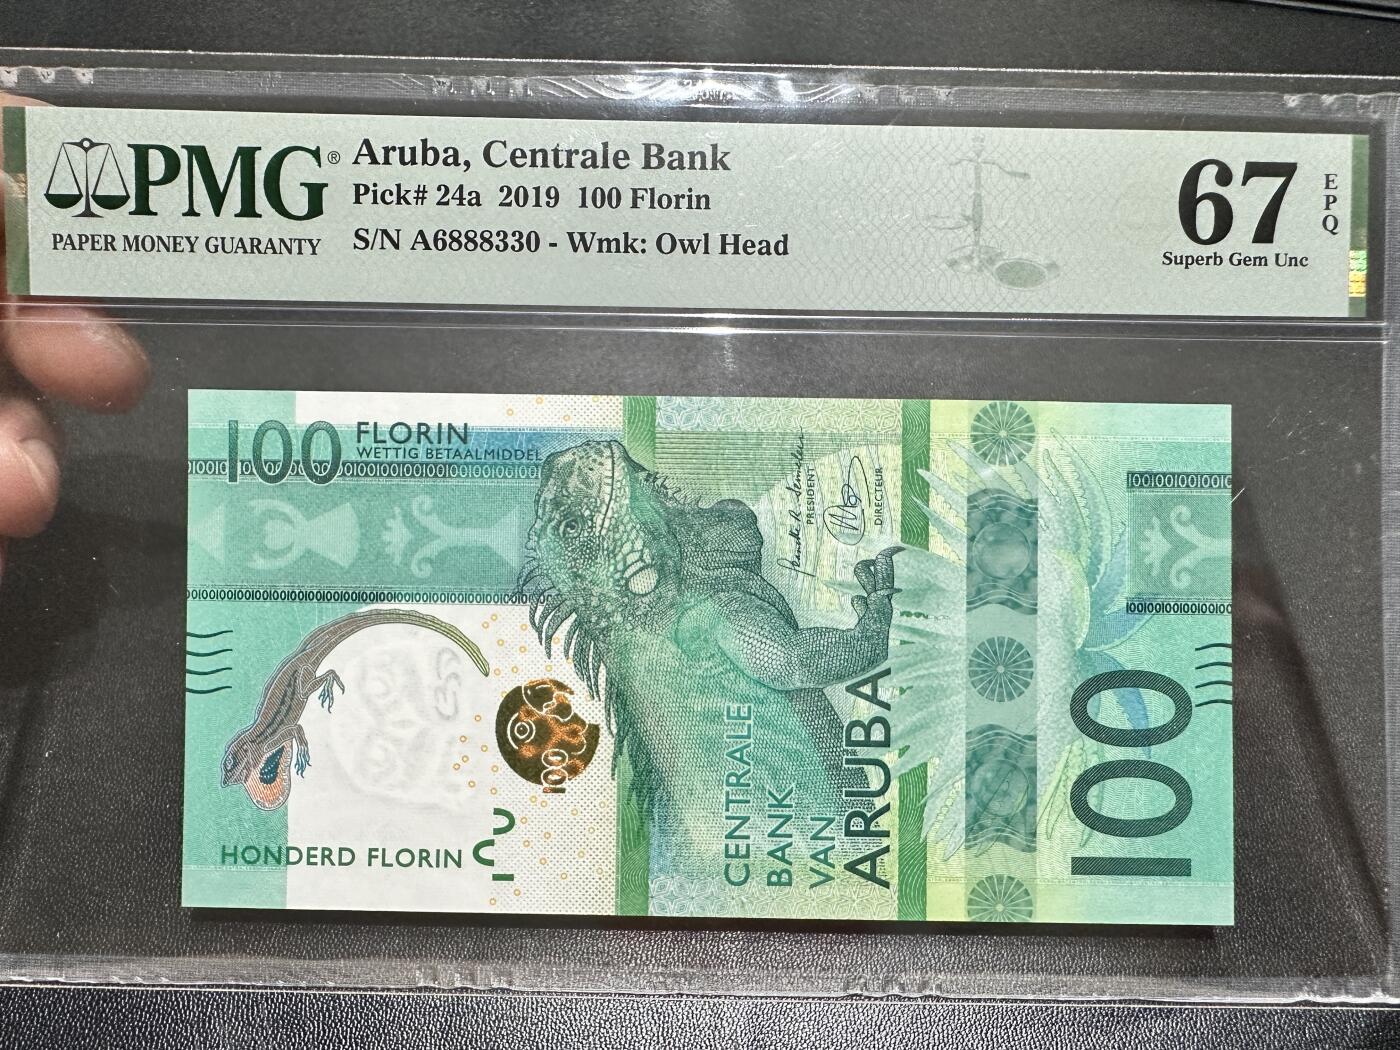 PMG®
PAPER MONEY GUARANTY
Aruba, Centrale Bank
Pick# 24a 2019 100 Florin
S/N A6888330 - Wmk: Owl Head
67
EPQ
Superb Gem Unc
100 FLORIN
WETTIG BETAALMIDDEL
PRESIDENT
DIRECTEUR
100
HONDERD FLORIN
CENTRALE
BANK
VAN
ARUBA
100